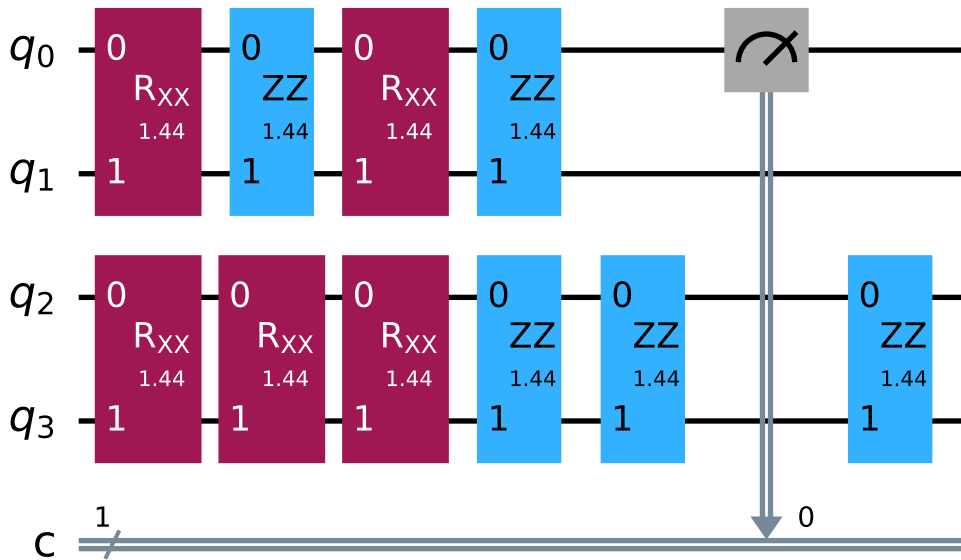 q0 0 0 0 0
RXX ZZ RXX ZZ
1.44 1.44 1.44 1.44
q1 1 1 1 1
q2 0 0 0 0 0 0
RXX RXX RXX ZZ ZZ ZZ
1.44 1.44 1.44 1.44 1.44 1.44
q3 1 1 1 1 1 1
1 0
c